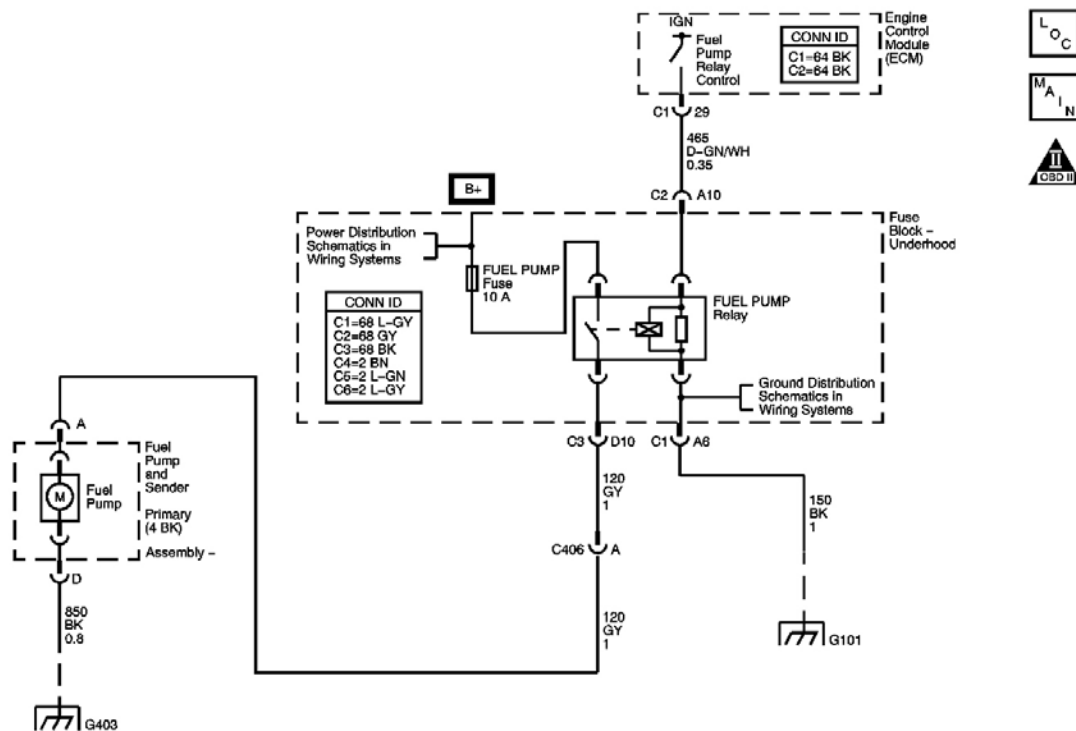 IGN
Fuel
Pump
Relay
Control
CONN ID
C1=64 BK
C2=64 BK
Engine
Control
Module
(ECM)
L
O
C
M
A
I
N
II
OBD II
C1 29
465
D-GN/WH
0.35
C2 A10
B+
Fuse
Block –
Underhood
Power Distribution
Schematics in
Wiring Systems
FUEL PUMP
Fuse
10 A
CONN ID
C1=68 L-GY
C2=68 GY
C3=68 BK
C4=2 BN
C5=2 L-GN
C6=2 L-GY
FUEL PUMP
Relay
Ground Distribution
Schematics in
Wiring Systems
C3 D10
C1 A6
A
Fuel
Pump
and
Sender
Primary
(4 BK)
Assembly –
M
Fuel
Pump
D
850
BK
0.8
G403
120
GY
1
C406 A
120
GY
1
150
BK
1
G101